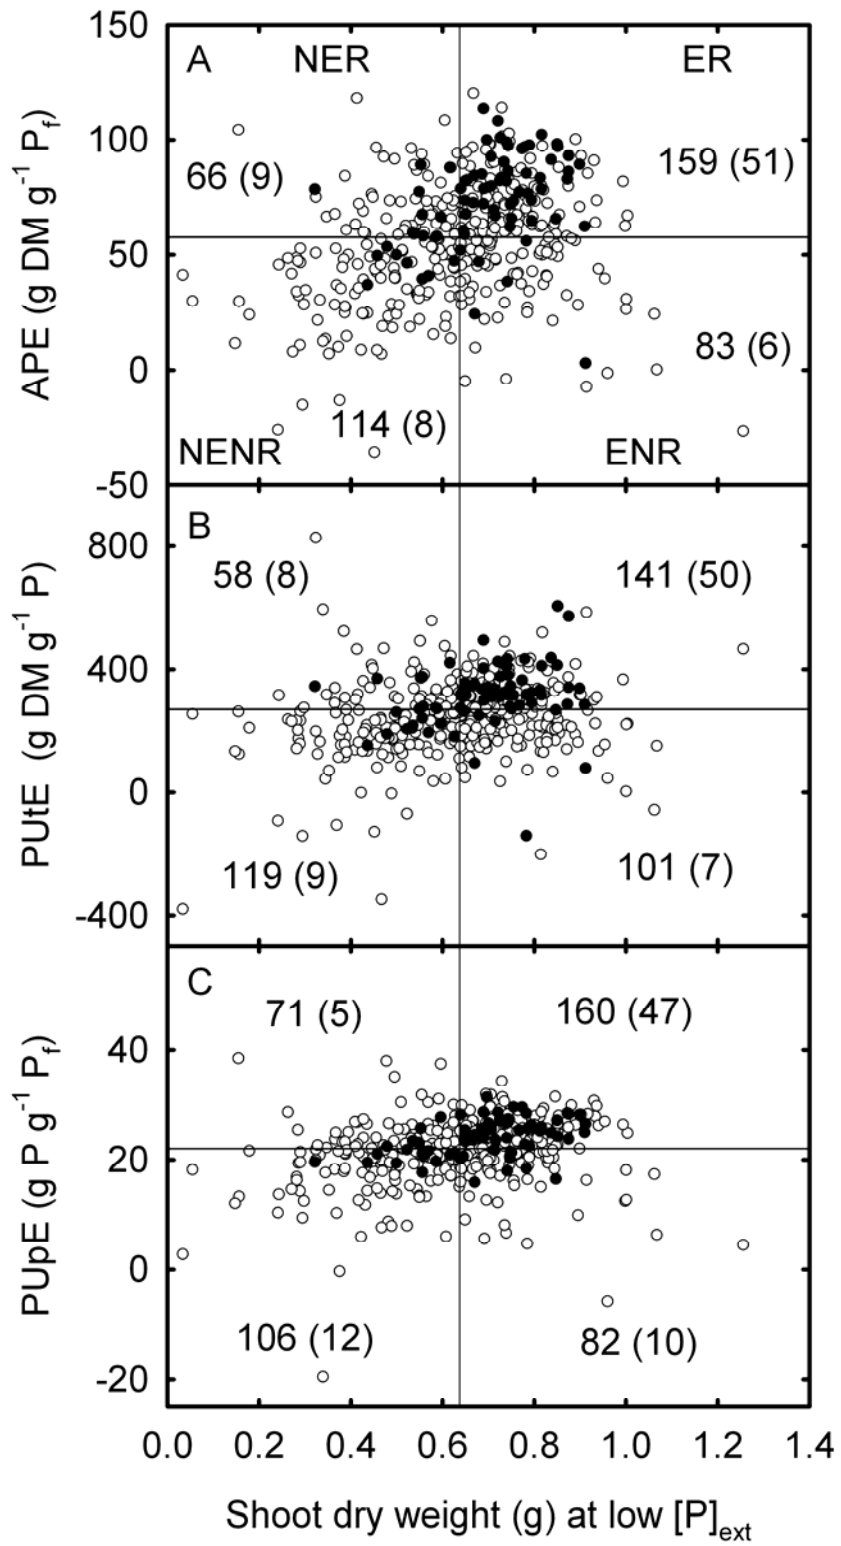 150
A
NER
ER
100
66 (9)
159 (51)
50
APE (g DM g⁻¹ P_f)
0
83 (6)
114 (8)
NENR
ENR
-50
B
800
58 (8)
141 (50)
400
PUtE (g DM g⁻¹ P)
0
119 (9)
101 (7)
-400
C
71 (5)
160 (47)
40
20
PUpE (g P g⁻¹ P_f)
0
106 (12)
82 (10)
-20
0.0 0.2 0.4 0.6 0.8 1.0 1.2 1.4
Shoot dry weight (g) at low [P]_ext